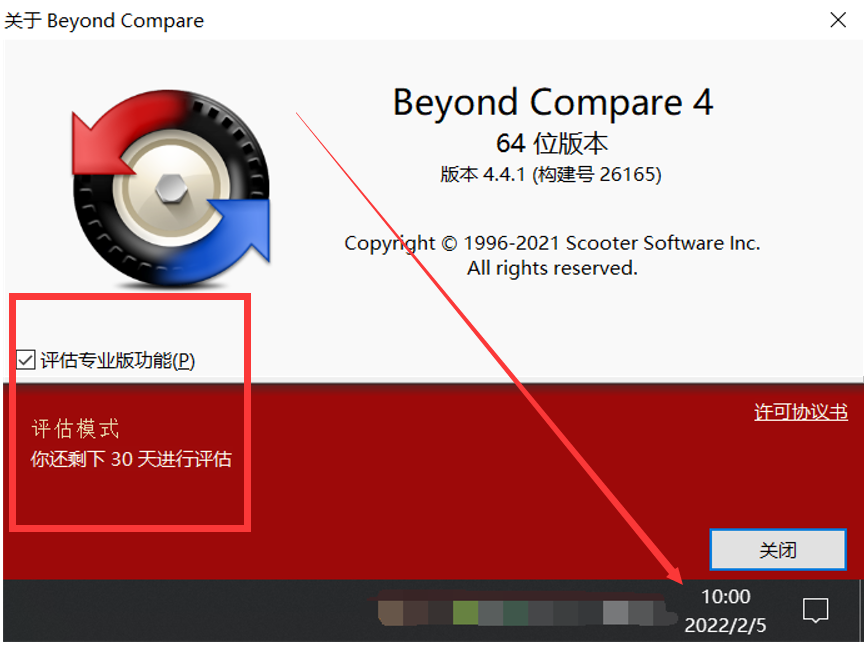 关于 Beyond Compare
Beyond Compare 4
64 位版本
版本 4.4.1 (构建号 26165)
Copyright © 1996-2021 Scooter Software Inc.
All rights reserved.
评估专业版功能(P)
许可协议书
评估模式
你还剩下 30 天进行评估
关闭
10:00
2022/2/5